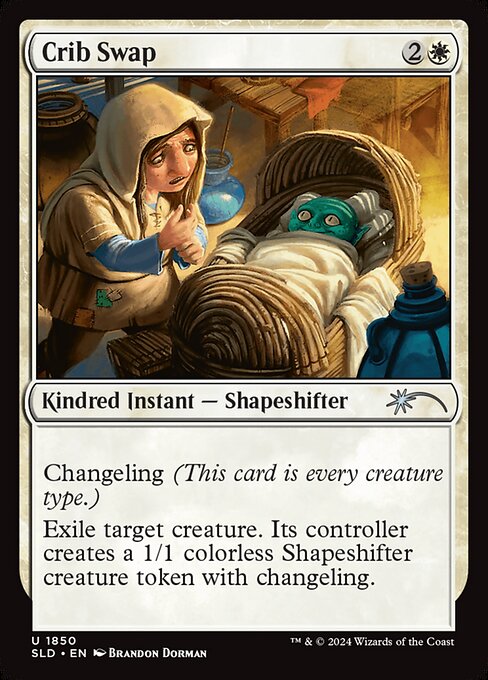 Crib Swap 2
Kindred Instant — Shapeshifter
Changeling (This card is every creature
type.)
Exile target creature. Its controller
creates a 1/1 colorless Shapeshifter
creature token with changeling.
U 1850
SLD • EN Brandon Dorman
™ & © 2024 Wizards of the Coast